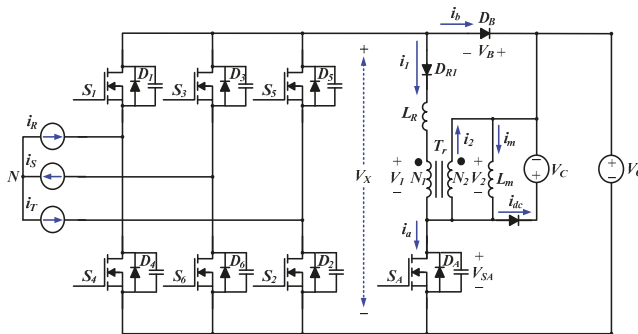 i_b D_B
− V_B +
+ i_1 D_R1
D_1 D_3 D_5
S_1 S_3 S_5
L_R
i_R
T_r i_2 i_m
i_S
N V_X + V_1 − N_1 N_2 + V_2 − L_m − + V_C + −
i_T
i_a i_dc
D_4 D_6 D_2 D_A +
S_4 S_6 S_2 S_A V_SA
− −